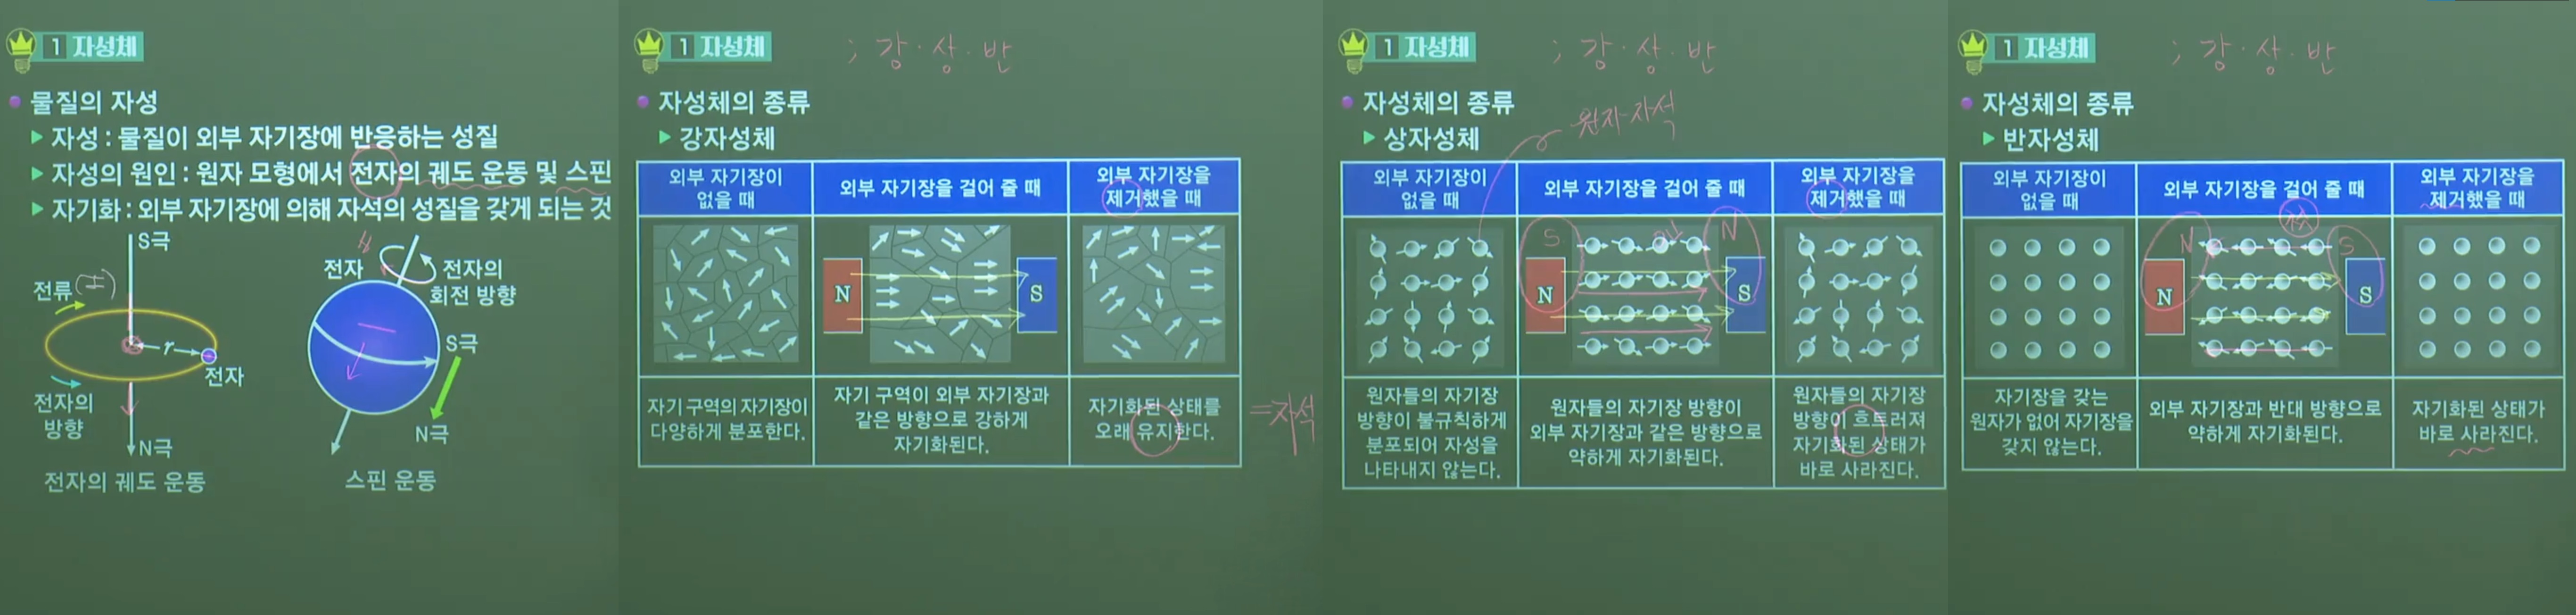 1 자성체
물질의 자성
자성 : 물질이 외부 자기장에 반응하는 성질
자성의 원인 : 원자 모형에서 전자의 궤도 운동 및 스핀
자기화 : 외부 자기장에 의해 자석의 성질을 갖게 되는 것
S극
전류
(+)
r
전자
전자의
방향
N극
전자의 궤도 운동
전자
전자의
회전 방향
S극
N극
스핀 운동
1 자성체
; 강 · 상 · 반
자성체의 종류
강자성체
외부 자기장이
없을 때
외부 자기장을 걸어 줄 때
외부 자기장을
제거했을 때
N
S
자기 구역의 자기장이
다양하게 분포한다.
자기 구역이 외부 자기장과
같은 방향으로 강하게
자기화된다.
자기화된 상태를
오래 유지한다.
=자석
1 자성체
; 강 · 상 · 반
자성체의 종류
상자성체
원자자석
외부 자기장이
없을 때
외부 자기장을 걸어 줄 때
외부 자기장을
제거했을 때
S
N
N
S
원자들의 자기장
방향이 불규칙하게
분포되어 자성을
나타내지 않는다.
원자들의 자기장 방향이
외부 자기장과 같은 방향으로
약하게 자기화된다.
원자들의 자기장
방향이 흐트러져
자기화된 상태가
바로 사라진다.
1 자성체
; 강 · 상 · 반
자성체의 종류
반자성체
외부 자기장이
없을 때
외부 자기장을 걸어 줄 때
외부 자기장을
제거했을 때
N
S
N
S
자기장을 갖는
원자가 없어 자기장을
갖지 않는다.
외부 자기장과 반대 방향으로
약하게 자기화된다.
자기화된 상태가
바로 사라진다.